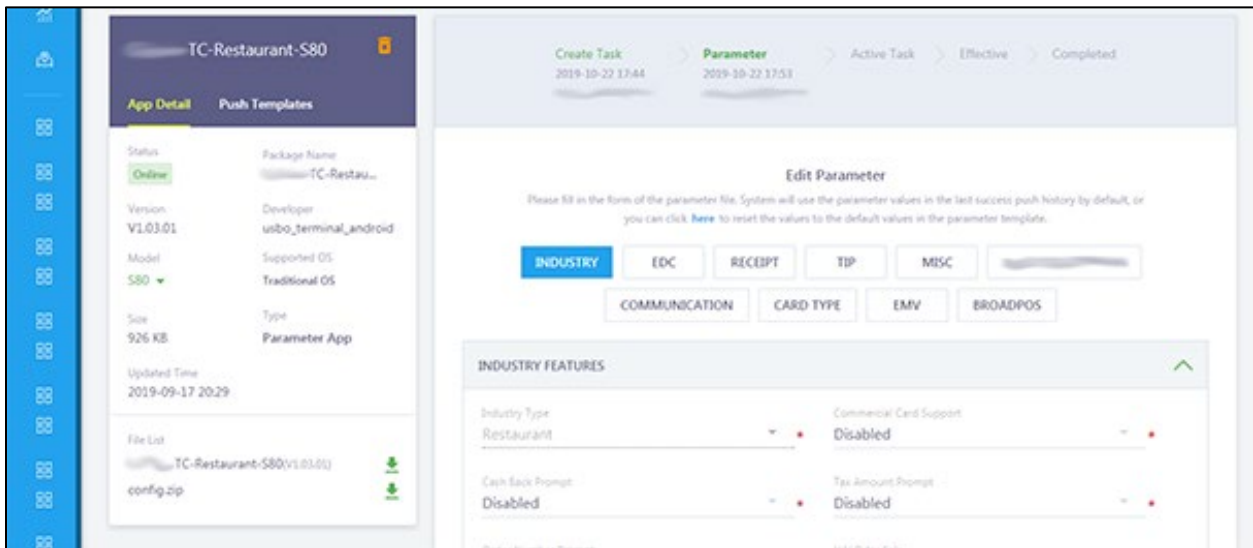 TC-Restaurant-S80
App Detail Push Templates
Status Package Name
Online TC-Restau...
Version Developer
V1.03.01 usbo_terminal_android
Model Supported OS
S80 Traditional OS
Size Type
926 KB Parameter App
Updated Time
2019-09-17 20:29
File List
TC-Restaurant-S80(V1.03.01)
config.zip
Create Task Parameter Active Task Effective Completed
2019-10-22 17:44 2019-10-22 17:53
Edit Parameter
Please fill in the form of the parameter file. System will use the parameter values in the last success push history by default, or
you can click here to reset the values to the default values in the parameter template.
INDUSTRY EDC RECEIPT TIP MISC
COMMUNICATION CARD TYPE EMV BROADPOS
INDUSTRY FEATURES
Industry Type Commercial Card Support
Restaurant Disabled
Cash Back Prompt Tax Amount Prompt
Disabled Disabled